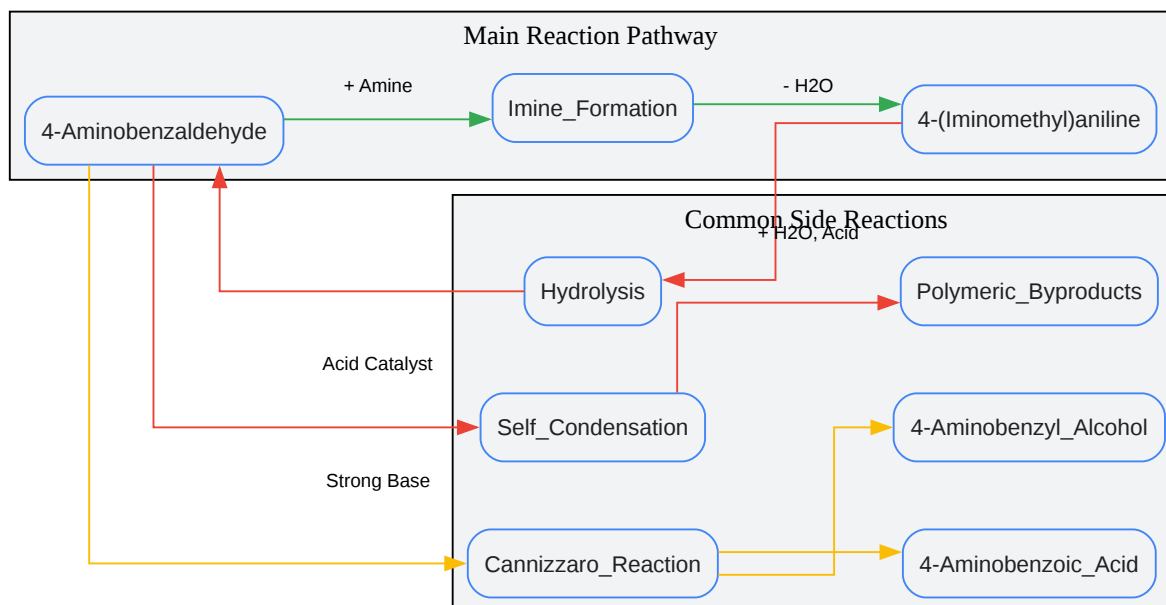 Main Reaction Pathway
+ Amine
- H2O
4-Aminobenzaldehyde
Imine_Formation
4-(Iminomethyl)aniline
Common Side Reactions
+ H2O, Acid
Hydrolysis
Polymeric_Byproducts
Acid Catalyst
Self_Condensation
4-Aminobenzyl_Alcohol
Strong Base
Cannizzaro_Reaction
4-Aminobenzoic_Acid